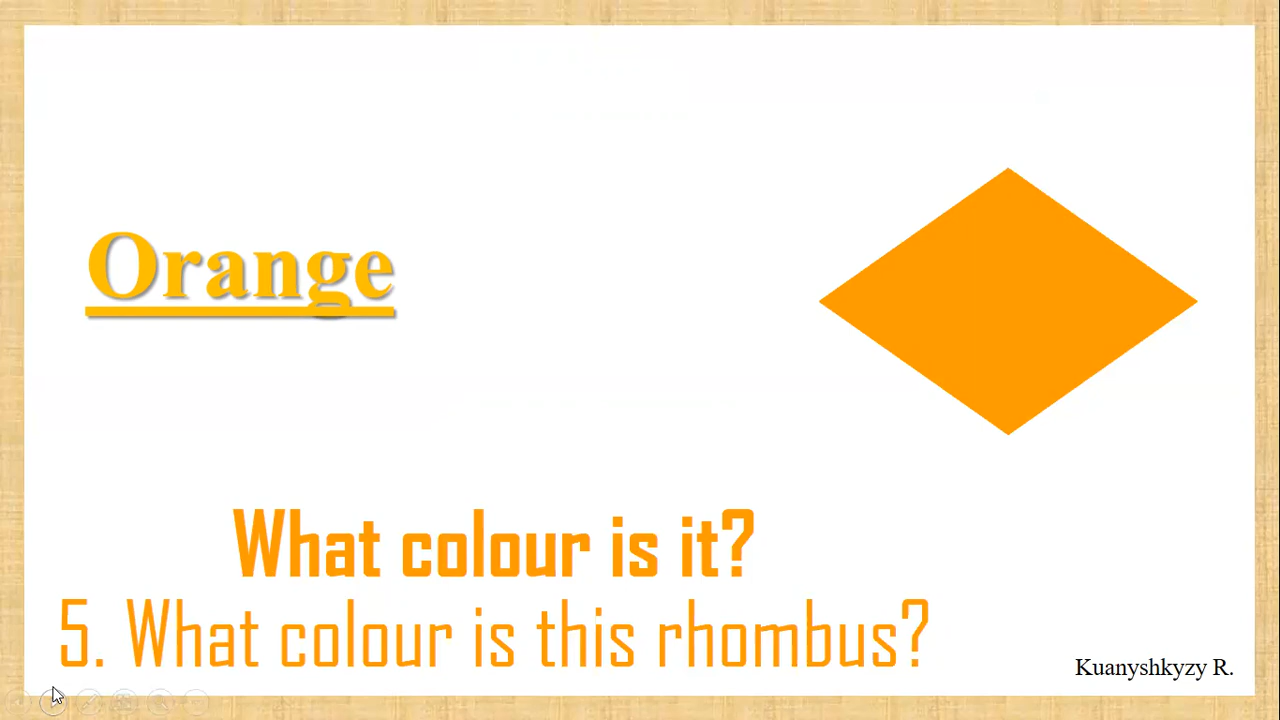 Orange
What colour is it?
5. What colour is this rhombus?
Kuanyshkyzy R.